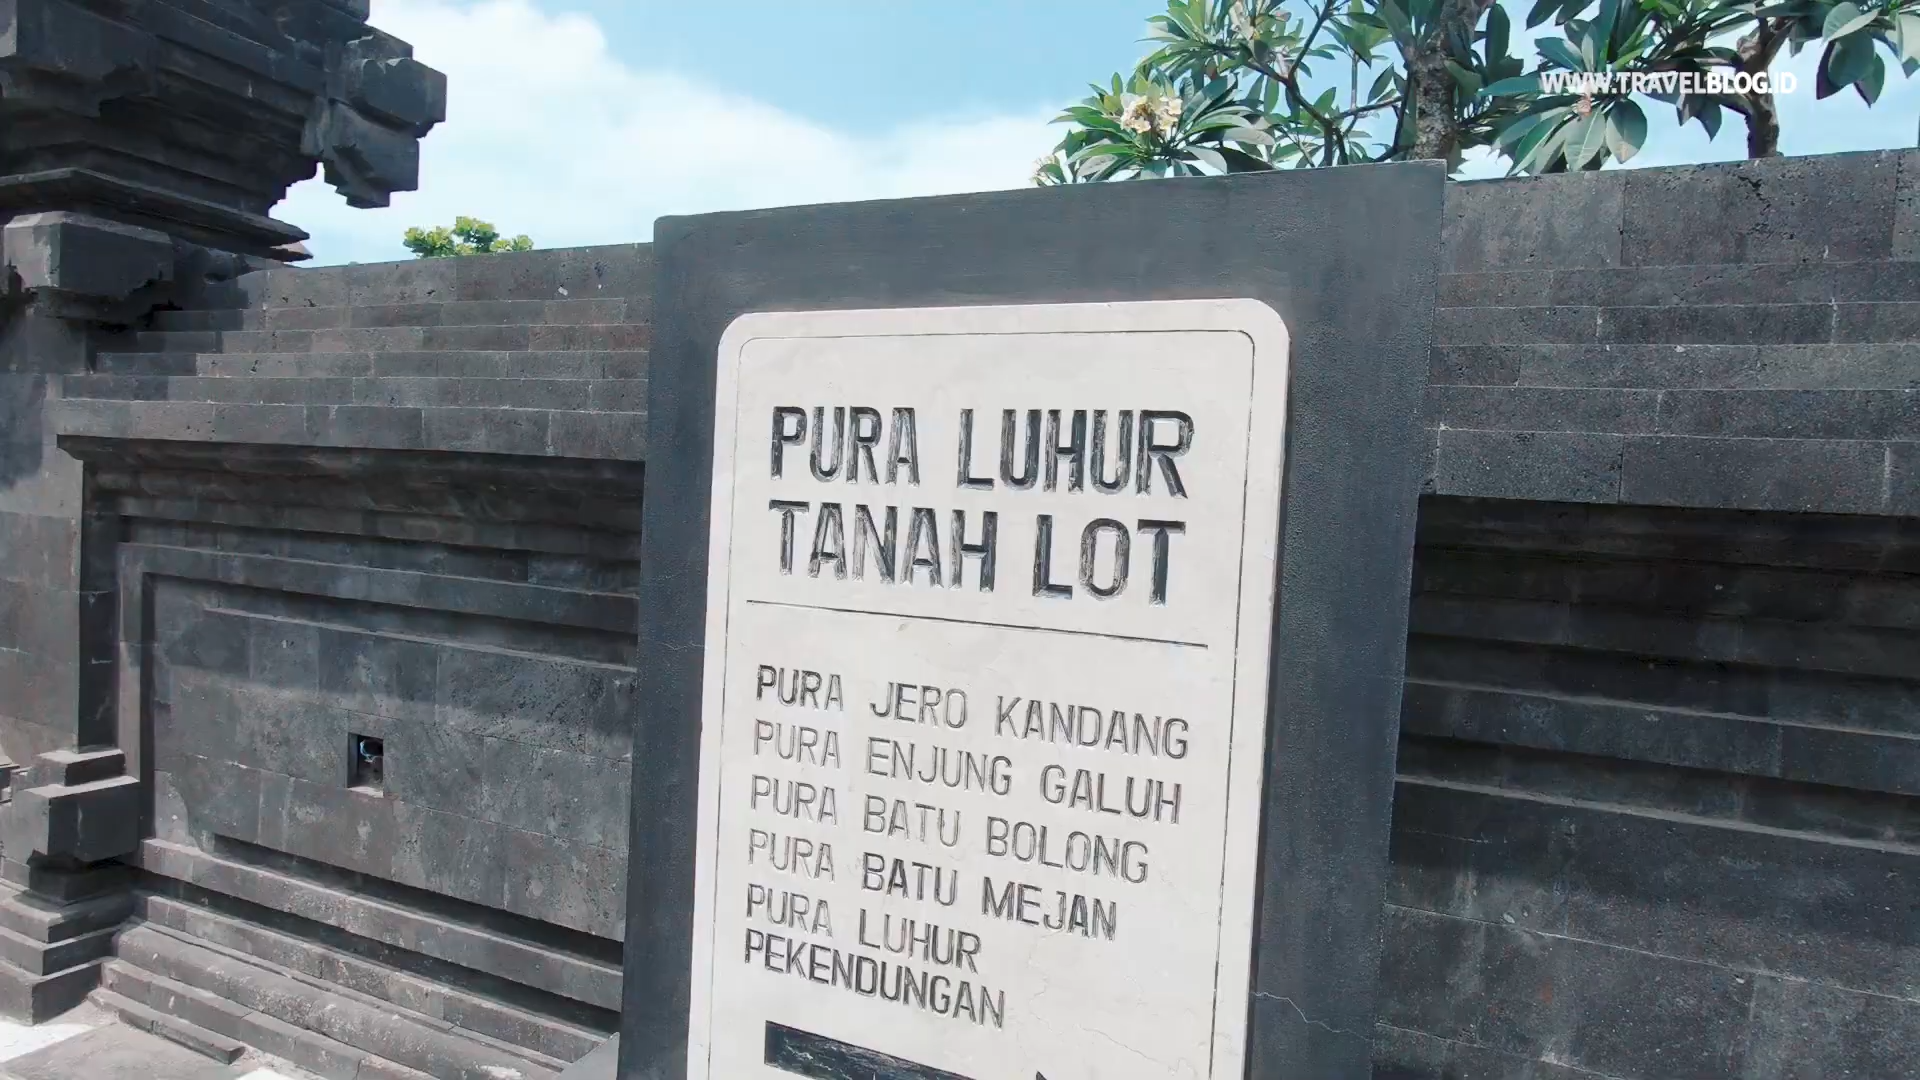 WWW.TRAVELBLOG.ID
PURA LUHUR
TANAH LOT
PURA JERO KANDANG
PURA ENJUNG GALUH
PURA BATU BOLONG
PURA BATU MEJAN
PURA LUHUR
PEKENDUNGAN